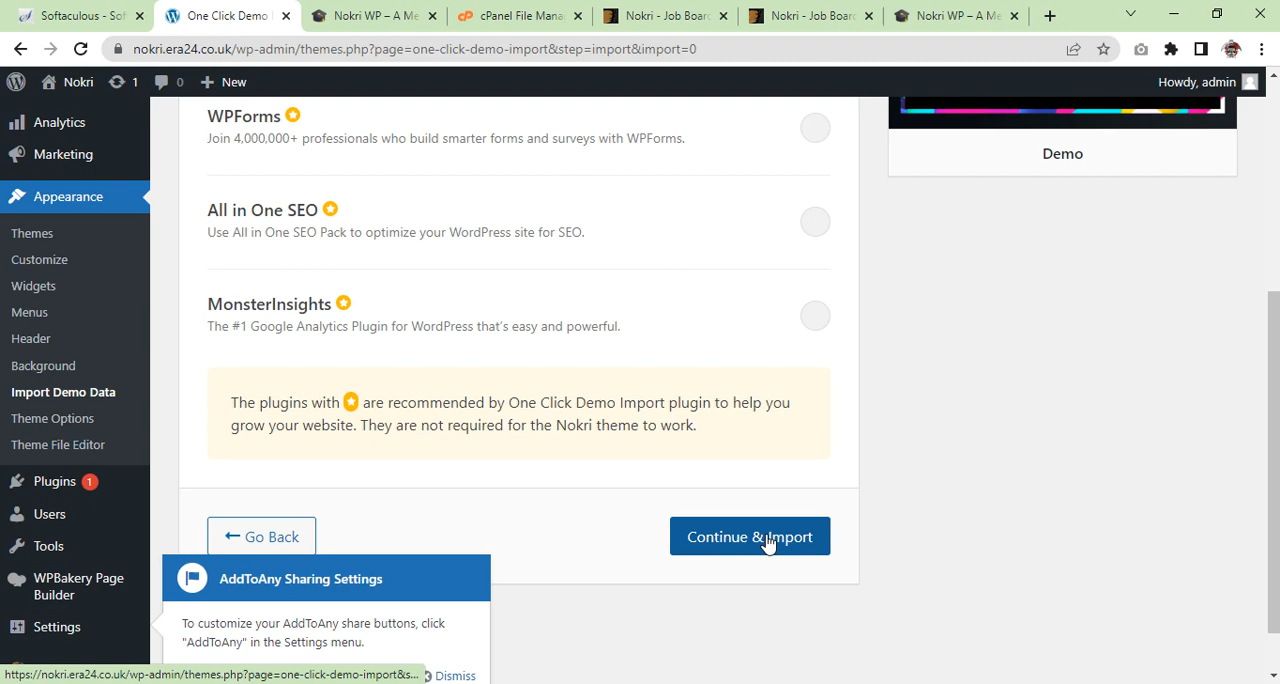 Softaculous - Sof
One Click Demo
Nokri WP – A Me
cPanel File Mana
Nokri - Job Board
Nokri - Job Board
Nokri WP – A Me
nokri.era24.co.uk/wp-admin/themes.php?page=one-click-demo-import&step=import&import=0
Nokri
1
0
New
Howdy, admin
Analytics
Marketing
Appearance
Themes
Customize
Widgets
Menus
Header
Background
Import Demo Data
Theme Options
Theme File Editor
Plugins 1
Users
Tools
WPBakery Page
Builder
Settings
WPForms
Join 4,000,000+ professionals who build smarter forms and surveys with WPForms.
All in One SEO
Use All in One SEO Pack to optimize your WordPress site for SEO.
MonsterInsights
The #1 Google Analytics Plugin for WordPress that's easy and powerful.
The plugins with are recommended by One Click Demo Import plugin to help you
grow your website. They are not required for the Nokri theme to work.
Go Back
Continue & Import
Demo
AddToAny Sharing Settings
To customize your AddToAny share buttons, click
"AddToAny" in the Settings menu.
Dismiss
https://nokri.era24.co.uk/wp-admin/themes.php?page=one-click-demo-import&s...